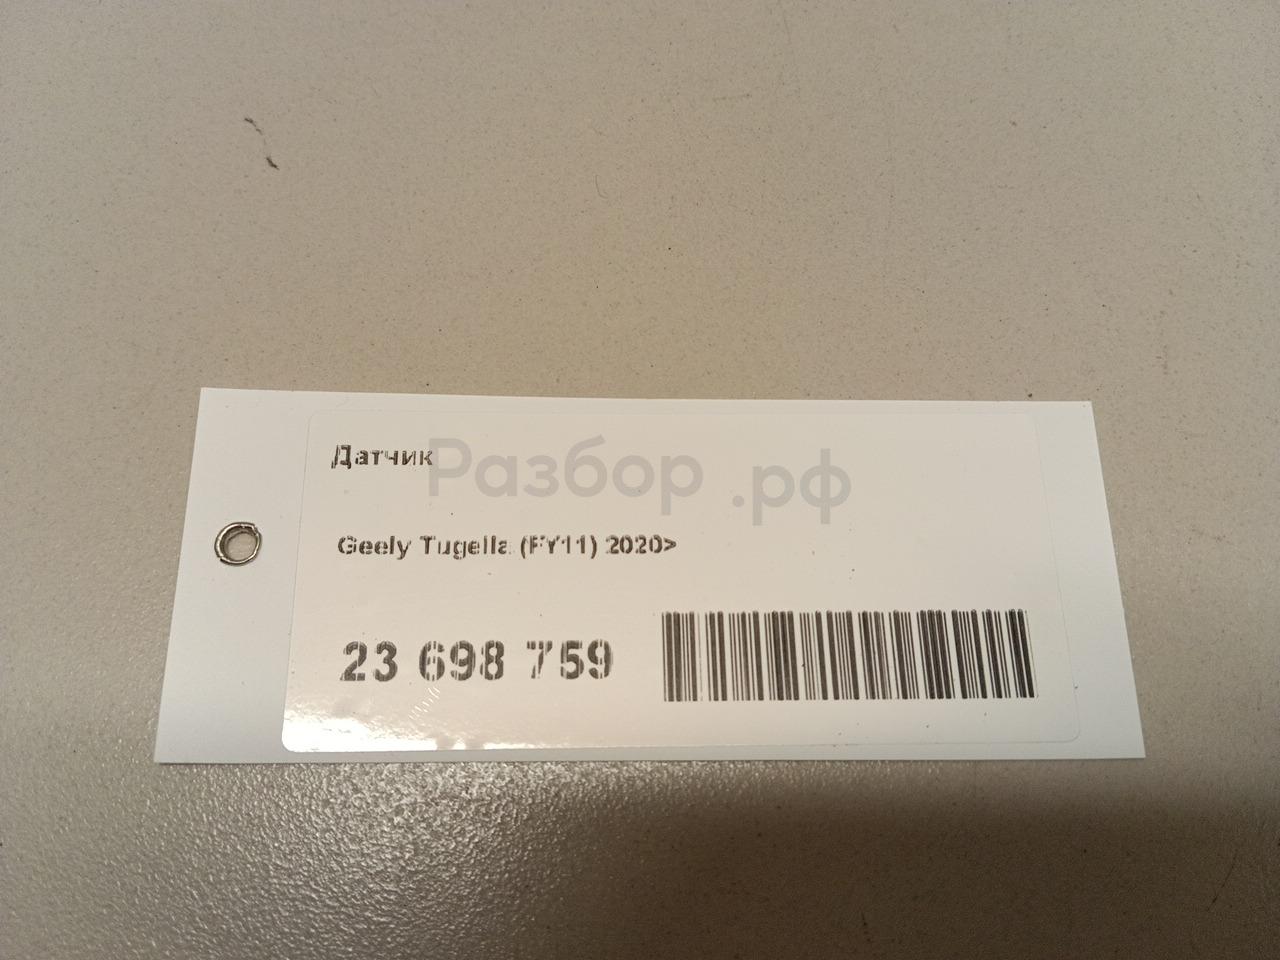 Датчик
Разбор.рф
Geely Tugella (FY11) 2020>
23 698 759